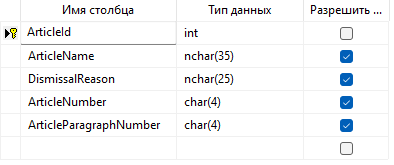 Имя столбца Тип данных Разрешить ...
ArticleId int
ArticleName nchar(35)
DismissalReason nchar(25)
ArticleNumber char(4)
ArticleParagraphNumber char(4)